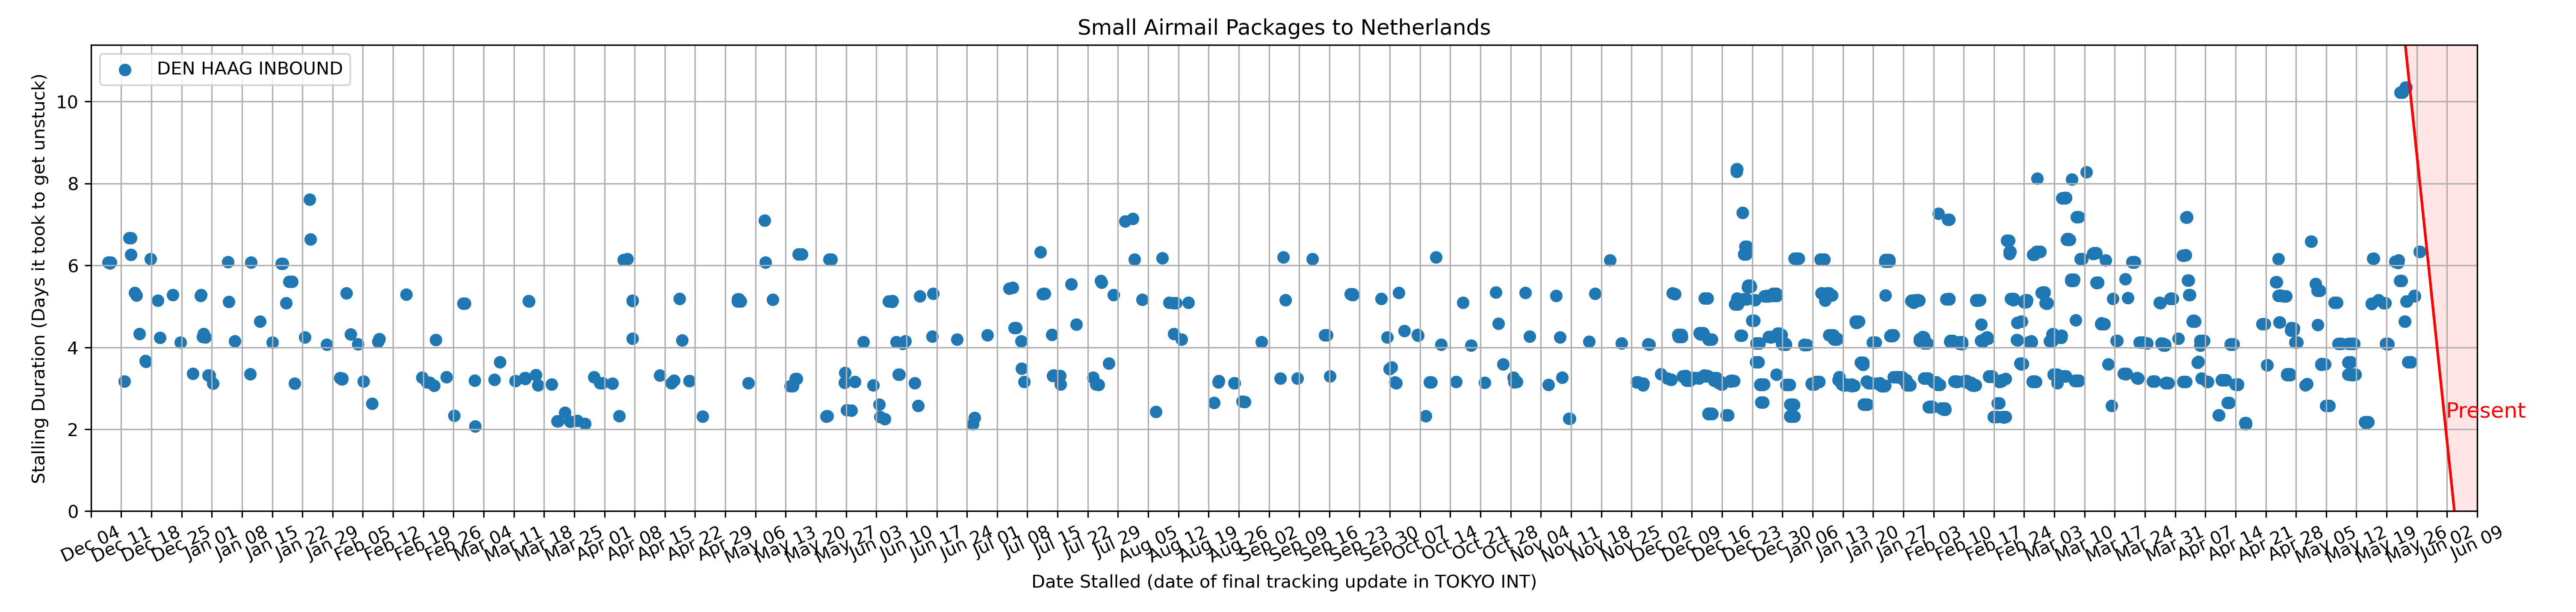 Small Airmail Packages to Netherlands
DEN HAAG INBOUND
Stalling Duration (Days it took to get unstuck)
10
8
6
4
2
0
Present
Dec 04
Dec 11
Dec 18
Dec 25
Jan 01
Jan 08
Jan 15
Jan 22
Jan 29
Feb 05
Feb 12
Feb 19
Feb 26
Mar 04
Mar 11
Mar 18
Mar 25
Apr 01
Apr 08
Apr 15
Apr 22
Apr 29
May 06
May 13
May 20
May 27
Jun 03
Jun 10
Jun 17
Jun 24
Jul 01
Jul 08
Jul 15
Jul 22
Jul 29
Aug 05
Aug 12
Aug 19
Aug 26
Sep 02
Sep 09
Sep 16
Sep 23
Sep 30
Oct 07
Oct 14
Oct 21
Oct 28
Nov 04
Nov 11
Nov 18
Nov 25
Dec 02
Dec 09
Dec 16
Dec 23
Dec 30
Jan 06
Jan 13
Jan 20
Jan 27
Feb 03
Feb 10
Feb 17
Feb 24
Mar 03
Mar 10
Mar 17
Mar 24
Mar 31
Apr 07
Apr 14
Apr 21
Apr 28
May 05
May 12
May 19
May 26
Jun 02
Jun 09
Date Stalled (date of final tracking update in TOKYO INT)